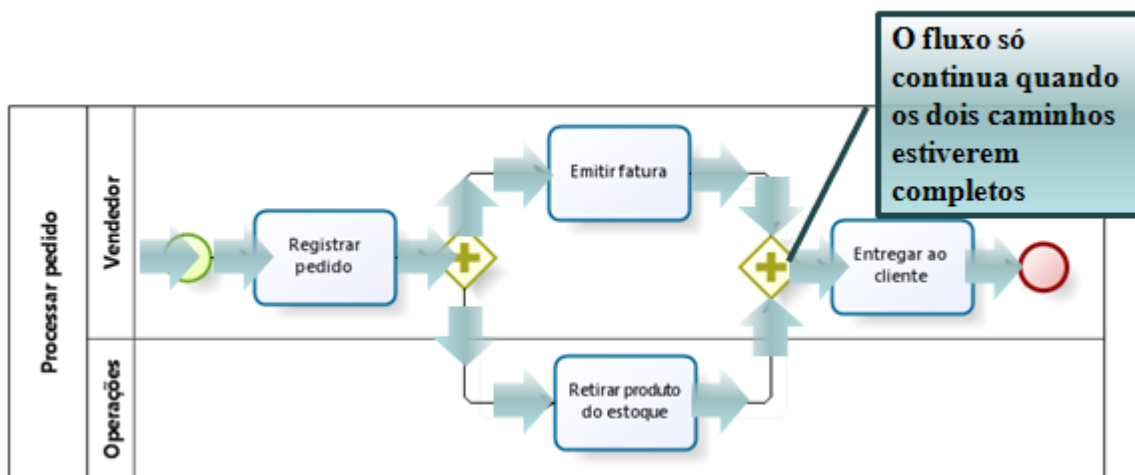 O fluxo só
continua quando
os dois caminhos
estiverem
completos
Processar pedido
Vendedor
Registrar
pedido
Emitir fatura
Entregar ao
cliente
Operações
Retirar produto
do estoque